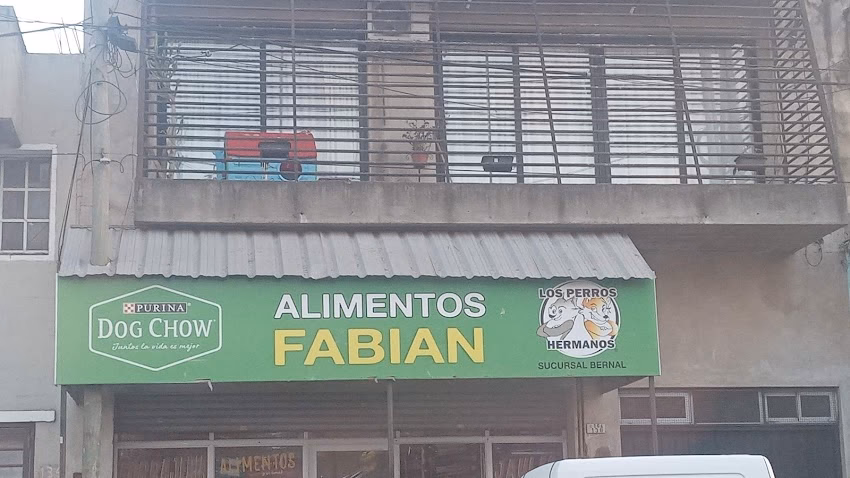 PURINA
DOG CHOW
Juntos la vida es mejor
ALIMENTOS
FABIAN
LOS PERROS
HERMANOS
SUCURSAL BERNAL
ALIMENTOS